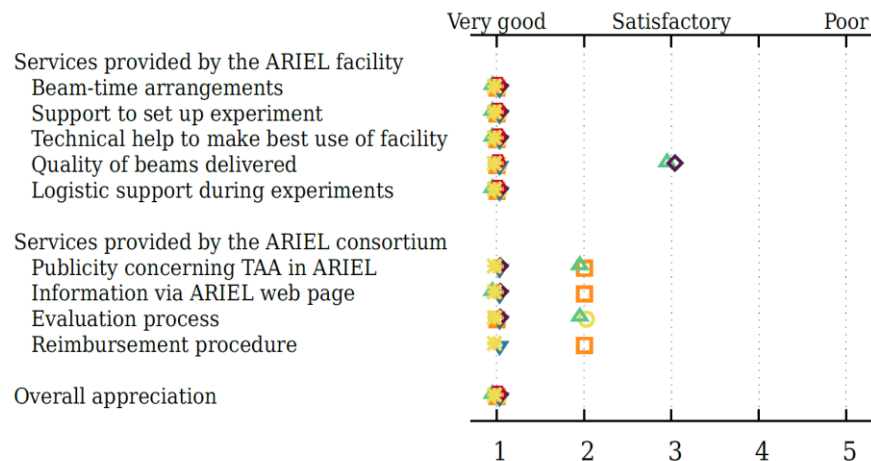 Very good Satisfactory Poor
Services provided by the ARIEL facility
Beam-time arrangements
Support to set up experiment
Technical help to make best use of facility
Quality of beams delivered
Logistic support during experiments
Services provided by the ARIEL consortium
Publicity concerning TAA in ARIEL
Information via ARIEL web page
Evaluation process
Reimbursement procedure
Overall appreciation
1 2 3 4 5